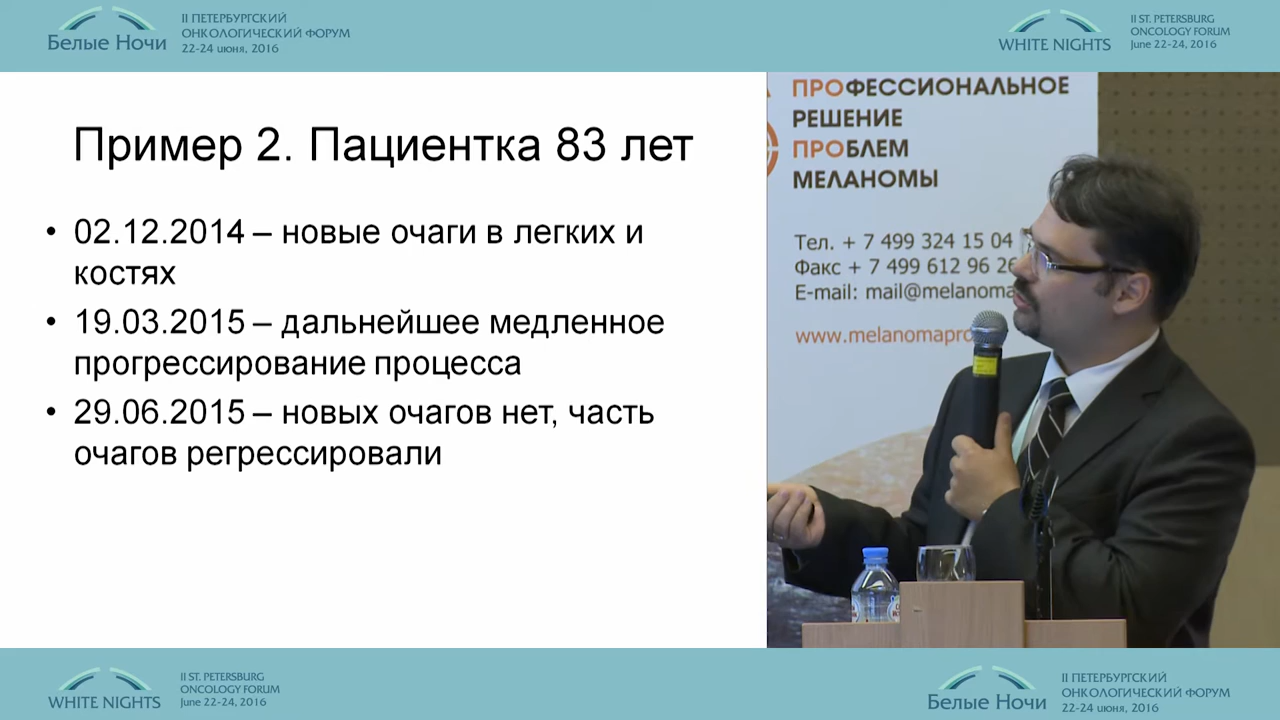 Белые Ночи
II ПЕТЕРБУРГСКИЙ
ОНКОЛОГИЧЕСКИЙ ФОРУМ
22-24 июня, 2016
WHITE NIGHTS
II ST. PETERSBURG
ONCOLOGY FORUM
June 22-24, 2016
Пример 2. Пациентка 83 лет
• 02.12.2014 – новые очаги в легких и
костях
• 19.03.2015 – дальнейшее медленное
прогрессирование процесса
• 29.06.2015 – новых очагов нет, часть
очагов регрессировали
ПРОФЕССИОНАЛЬНОЕ
РЕШЕНИЕ
ПРОБЛЕМ
МЕЛАНОМЫ
Тел. + 7 499 324 15 04
Факс + 7 499 612 96 26
E-mail: mail@melanoma
www.melanomapro
WHITE NIGHTS
II ST. PETERSBURG
ONCOLOGY FORUM
June 22-24, 2016
Белые Ночи
II ПЕТЕРБУРГСКИЙ
ОНКОЛОГИЧЕСКИЙ ФОРУМ
22-24 июня, 2016